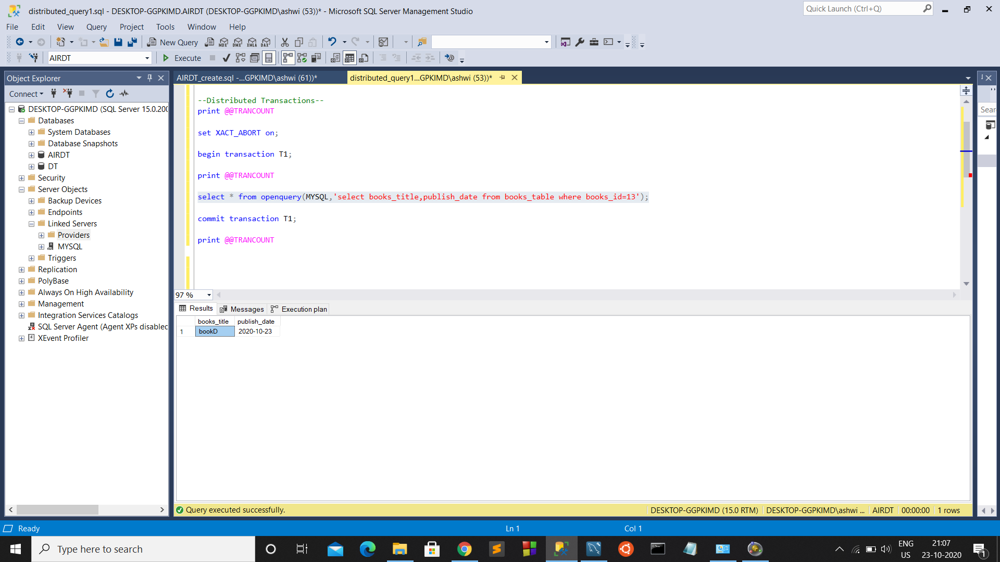 distributed_query1.sql - DESKTOP-GGPKIMD.AIRDT (DESKTOP-GGPKIMD\ashwi (53))* - Microsoft SQL Server Management Studio
Quick Launch (Ctrl+Q)
File Edit View Query Project Tools Window Help
New Query MDX DMX XMLA DAX
AIRDT Execute
Object Explorer
AIRDT_create.sql -...GPKIMD\ashwi (61))*
distributed_query1...GPKIMD\ashwi (53))*
Connect
DESKTOP-GGPKIMD (SQL Server 15.0.200
Databases
System Databases
Database Snapshots
AIRDT
DT
Security
Server Objects
Backup Devices
Endpoints
Linked Servers
Providers
MYSQL
Triggers
Replication
PolyBase
Always On High Availability
Management
Integration Services Catalogs
SQL Server Agent (Agent XPs disabled
XEvent Profiler
--Distributed Transactions--
print @@TRANCOUNT
set XACT_ABORT on;
begin transaction T1;
print @@TRANCOUNT
select * from openquery(MYSQL,'select books_title,publish_date from books_table where books_id=13');
commit transaction T1;
print @@TRANCOUNT
Sear
97 %
Results Messages Execution plan
books_title publish_date
1 bookD 2020-10-23
Query executed successfully.
DESKTOP-GGPKIMD (15.0 RTM) DESKTOP-GGPKIMD\ashwi ... AIRDT 00:00:00 1 rows
Ready Ln 1 Col 1
Type here to search
ENG
US
21:07
23-10-2020
1